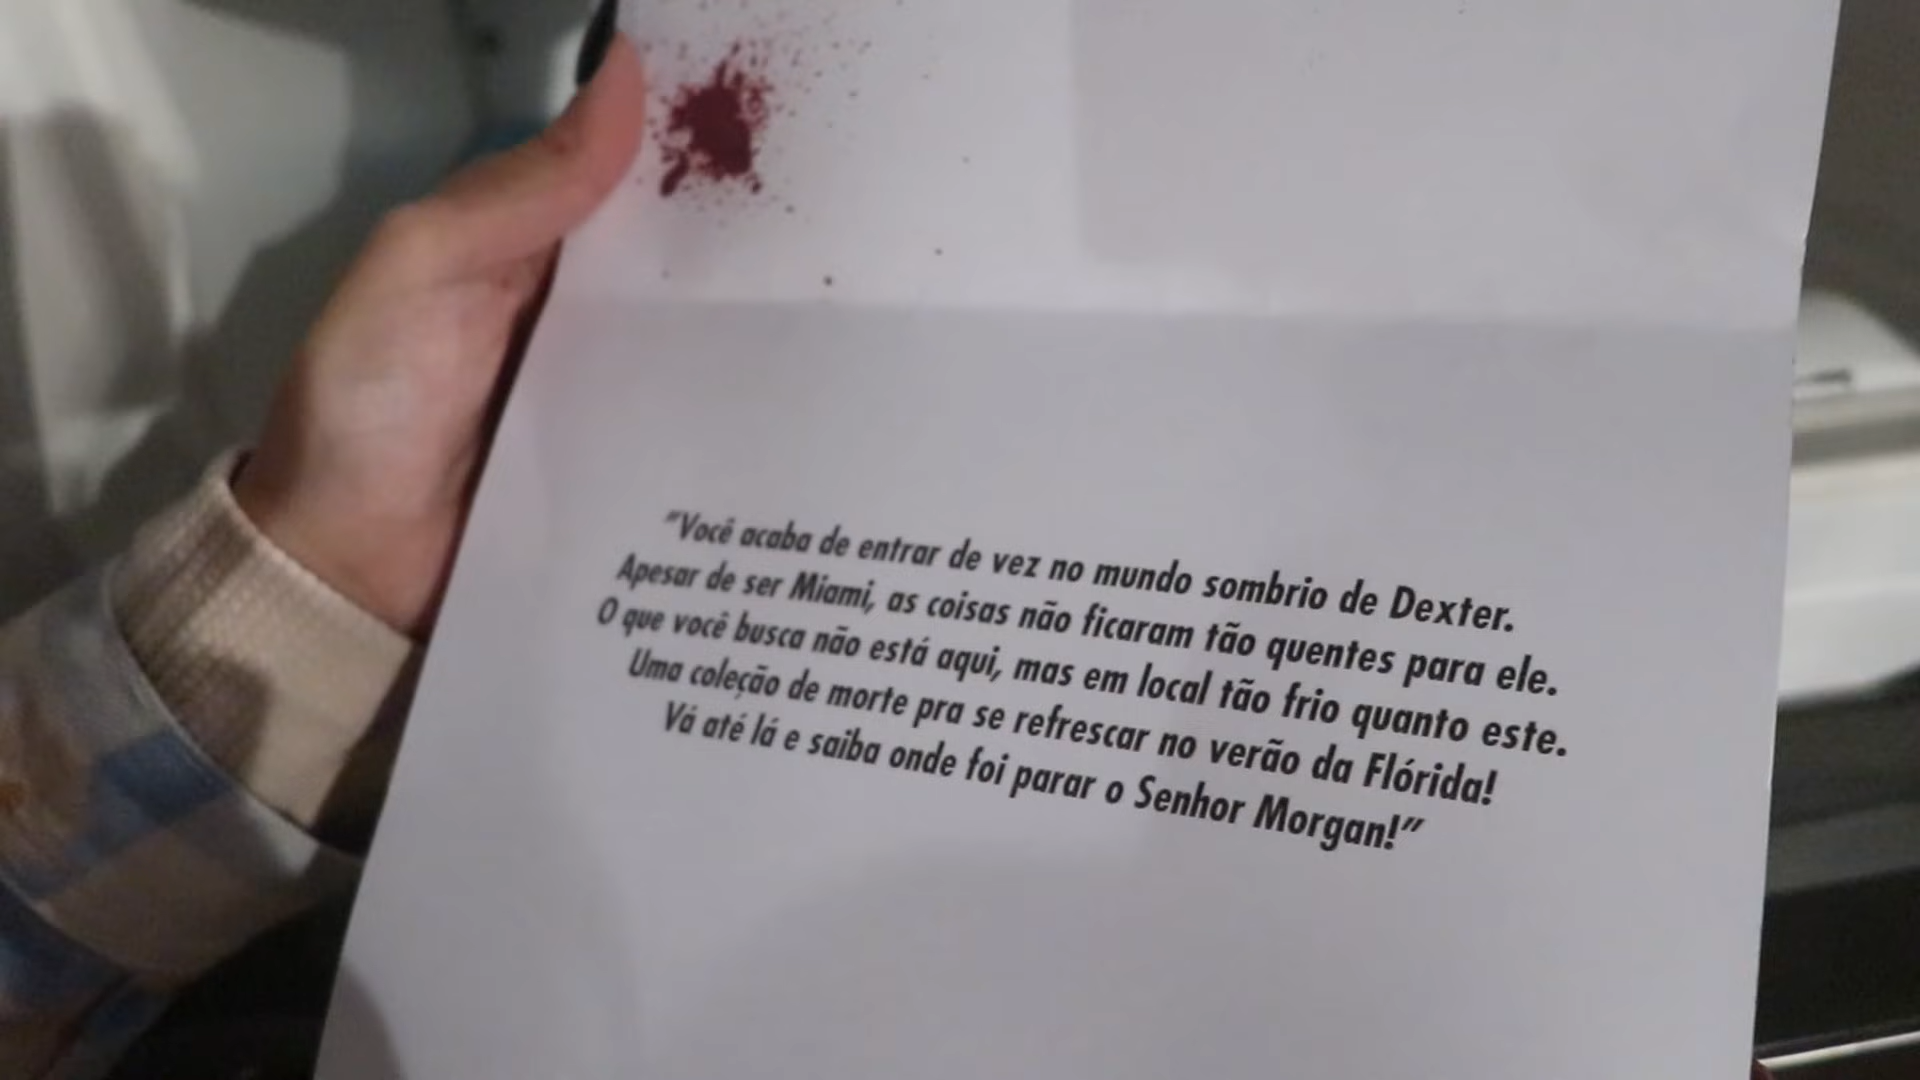 "Você acaba de entrar de vez no mundo sombrio de Dexter.
Apesar de ser Miami, as coisas não ficaram tão quentes para ele.
O que você busca não está aqui, mas em local tão frio quanto este.
Uma coleção de morte pra se refrescar no verão da Flórida!
Vá até lá e saiba onde foi parar o Senhor Morgan!"